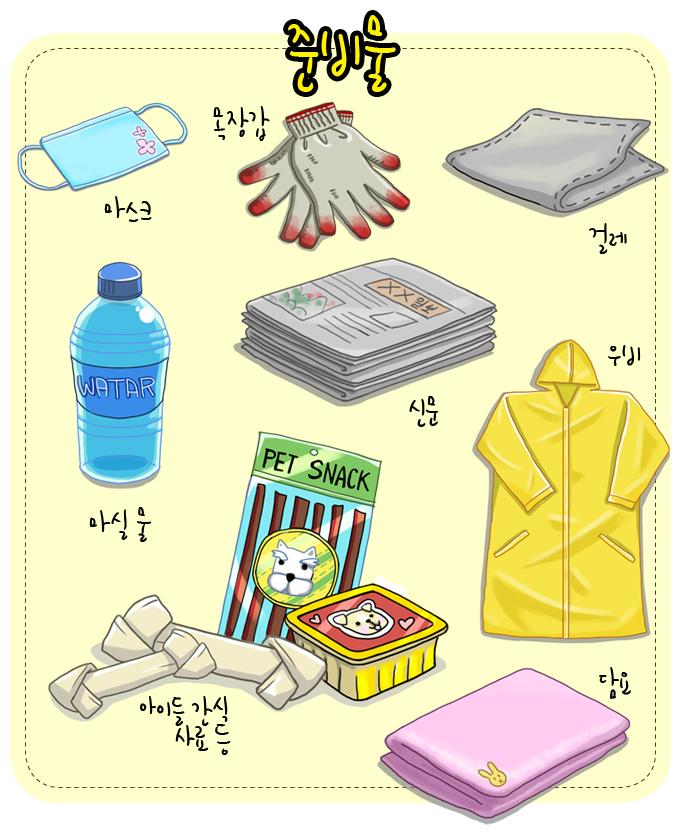 준비물
목장갑
마스크
걸레
WATAR
XX일보
신문
우비
마실 물
PET SNACK
아이들 간식
사료 등
담요